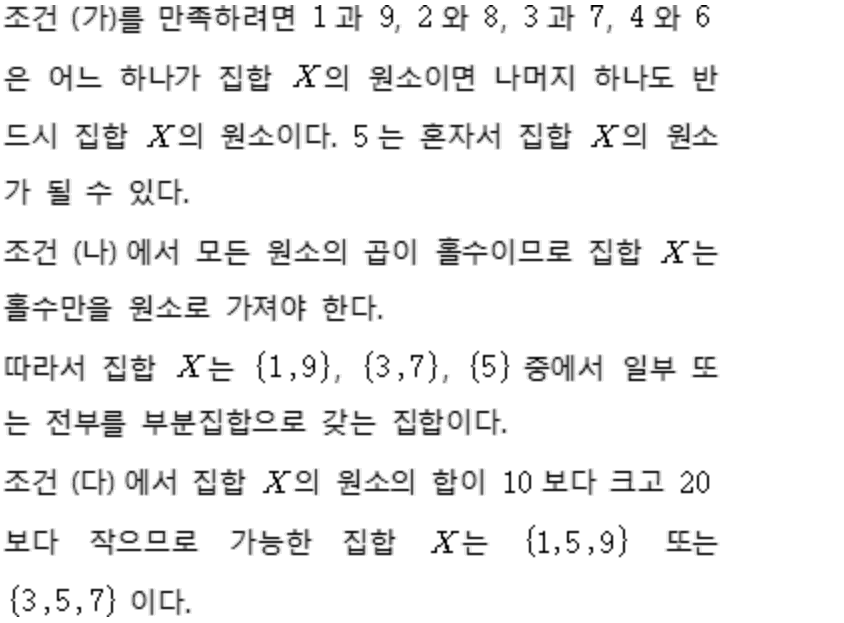 조건 (가)를 만족하려면 1과 9, 2와 8, 3과 7, 4와 6
은 어느 하나가 집합 X의 원소이면 나머지 하나도 반
드시 집합 X의 원소이다. 5는 혼자서 집합 X의 원소
가 될 수 있다.
조건 (나)에서 모든 원소의 곱이 홀수이므로 집합 X는
홀수만을 원소로 가져야 한다.
따라서 집합 X는 {1,9}, {3,7}, {5} 중에서 일부 또
는 전부를 부분집합으로 갖는 집합이다.
조건 (다)에서 집합 X의 원소의 합이 10보다 크고 20
보다 작으므로 가능한 집합 X는 {1,5,9} 또는
{3,5,7}이다.